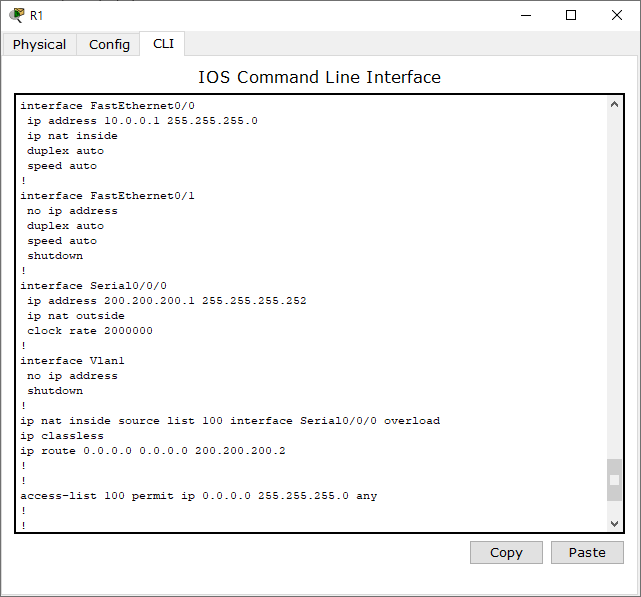 R1
Physical Config CLI
IOS Command Line Interface
interface FastEthernet0/0
 ip address 10.0.0.1 255.255.255.0
 ip nat inside
 duplex auto
 speed auto
!
interface FastEthernet0/1
 no ip address
 duplex auto
 speed auto
 shutdown
!
interface Serial0/0/0
 ip address 200.200.200.1 255.255.255.252
 ip nat outside
 clock rate 2000000
!
interface Vlan1
 no ip address
 shutdown
!
ip nat inside source list 100 interface Serial0/0/0 overload
ip classless
ip route 0.0.0.0 0.0.0.0 200.200.200.2
!
!
access-list 100 permit ip 0.0.0.0 255.255.255.0 any
!
!
Copy Paste